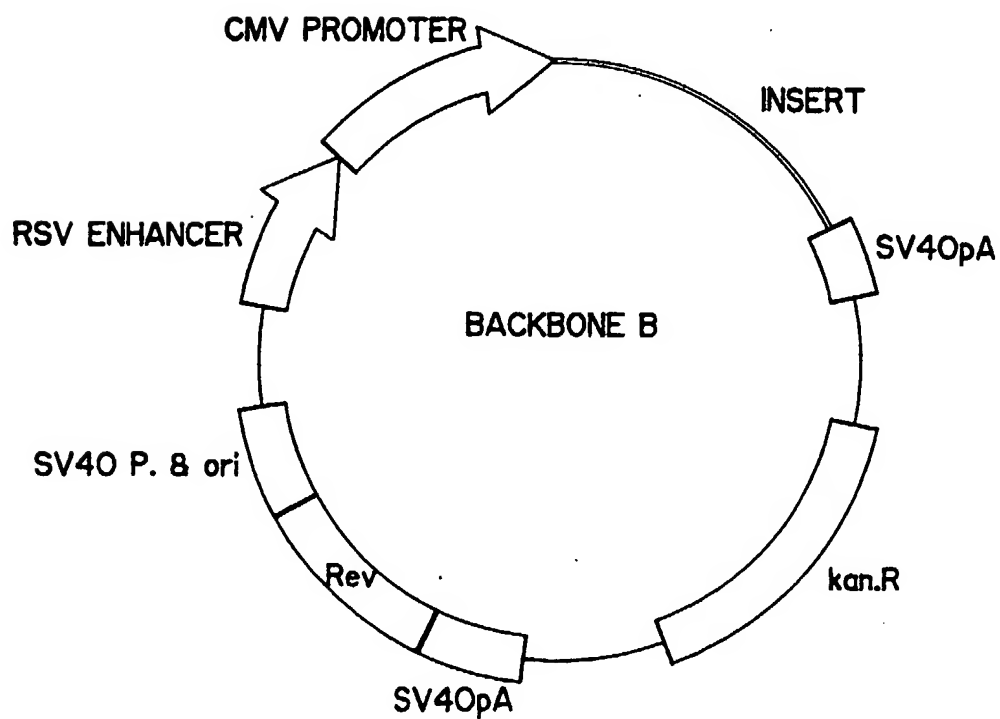 CMV PROMOTER
INSERT
RSV ENHANCER
SV40pA
BACKBONE B
SV40 P. & ori
Rev
kan.R
SV40pA